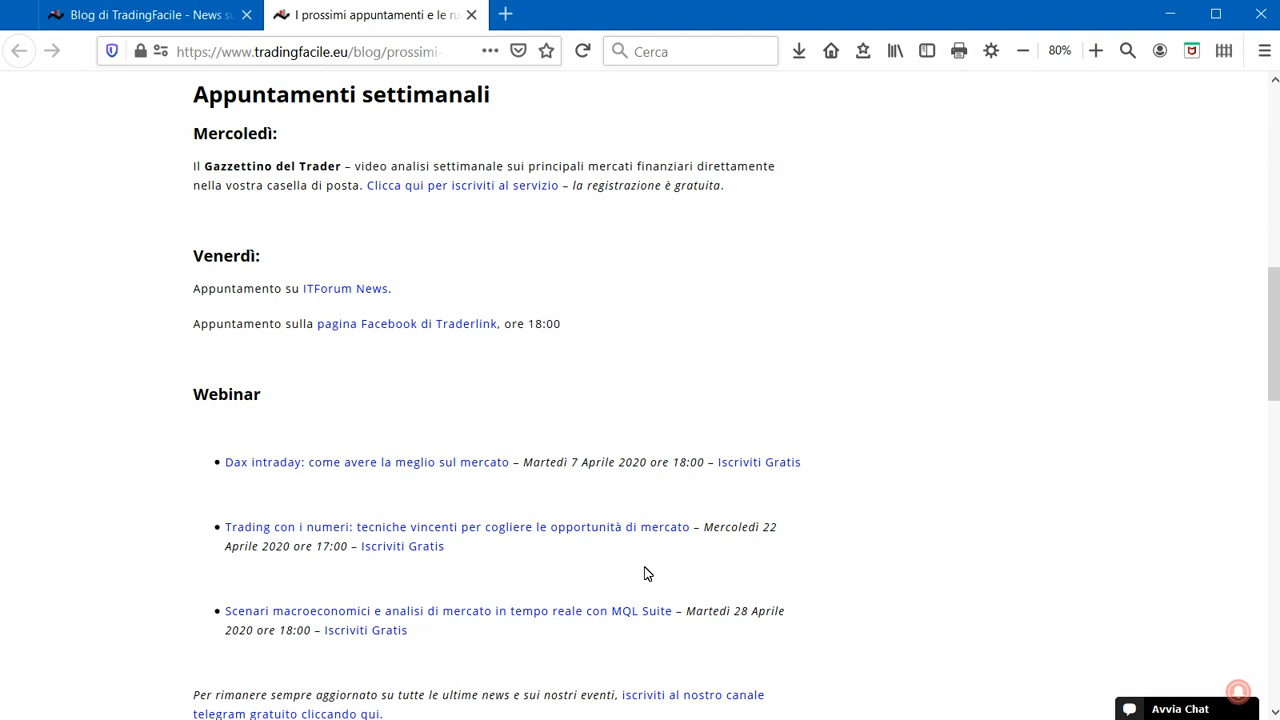 Blog di TradingFacile - News su
I prossimi appuntamenti e le ru
https://www.tradingfacile.eu/blog/prossimi-
Cerca
80%
Appuntamenti settimanali
Mercoledì:
Il Gazzettino del Trader – video analisi settimanale sui principali mercati finanziari direttamente
nella vostra casella di posta. Clicca qui per iscriviti al servizio – la registrazione è gratuita.
Venerdì:
Appuntamento su ITForum News.
Appuntamento sulla pagina Facebook di Traderlink, ore 18:00
Webinar
• Dax intraday: come avere la meglio sul mercato – Martedì 7 Aprile 2020 ore 18:00 – Iscriviti Gratis
• Trading con i numeri: tecniche vincenti per cogliere le opportunità di mercato – Mercoledì 22
Aprile 2020 ore 17:00 – Iscriviti Gratis
• Scenari macroeconomici e analisi di mercato in tempo reale con MQL Suite – Martedì 28 Aprile
2020 ore 18:00 – Iscriviti Gratis
Per rimanere sempre aggiornato su tutte le ultime news e sui nostri eventi, iscriviti al nostro canale
telegram gratuito cliccando qui.
Avvia Chat